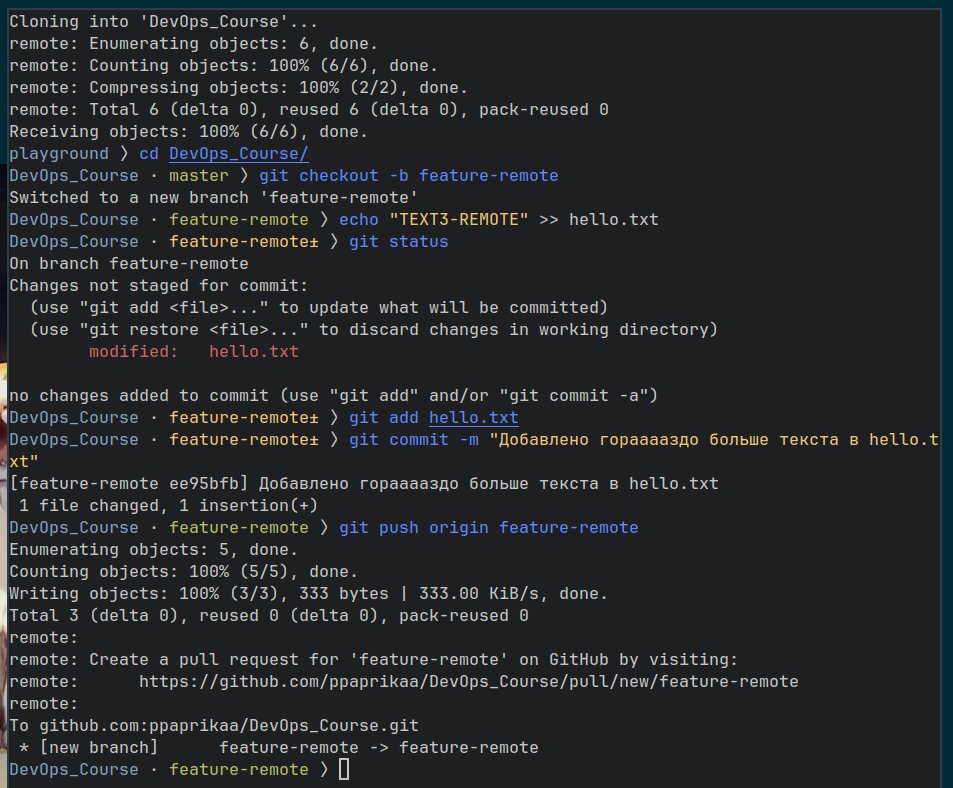 Cloning into 'DevOps_Course'...
remote: Enumerating objects: 6, done.
remote: Counting objects: 100% (6/6), done.
remote: Compressing objects: 100% (2/2), done.
remote: Total 6 (delta 0), reused 6 (delta 0), pack-reused 0
Receiving objects: 100% (6/6), done.
playground ❭ cd DevOps_Course/
DevOps_Course · master ❭ git checkout -b feature-remote
Switched to a new branch 'feature-remote'
DevOps_Course · feature-remote ❭ echo "TEXT3-REMOTE" >> hello.txt
DevOps_Course · feature-remote± ❭ git status
On branch feature-remote
Changes not staged for commit:
  (use "git add <file>..." to update what will be committed)
  (use "git restore <file>..." to discard changes in working directory)
        modified:   hello.txt

no changes added to commit (use "git add" and/or "git commit -a")
DevOps_Course · feature-remote± ❭ git add hello.txt
DevOps_Course · feature-remote± ❭ git commit -m "Добавлено горааааздо больше текста в hello.t
xt"
[feature-remote ee95bfb] Добавлено горааааздо больше текста в hello.txt
 1 file changed, 1 insertion(+)
DevOps_Course · feature-remote ❭ git push origin feature-remote
Enumerating objects: 5, done.
Counting objects: 100% (5/5), done.
Writing objects: 100% (3/3), 333 bytes | 333.00 KiB/s, done.
Total 3 (delta 0), reused 0 (delta 0), pack-reused 0
remote:
remote: Create a pull request for 'feature-remote' on GitHub by visiting:
remote:      https://github.com/ppaprikaa/DevOps_Course/pull/new/feature-remote
remote:
To github.com:ppaprikaa/DevOps_Course.git
 * [new branch]      feature-remote -> feature-remote
DevOps_Course · feature-remote ❭